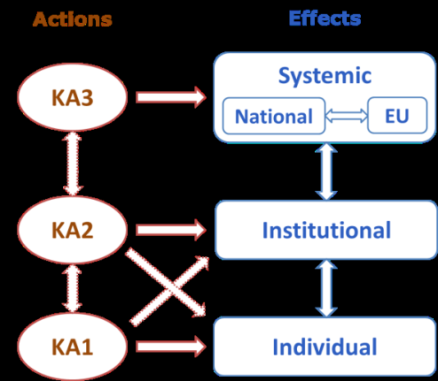 Actions Effects
Systemic
KA3
National EU
KA2 Institutional
KA1 Individual